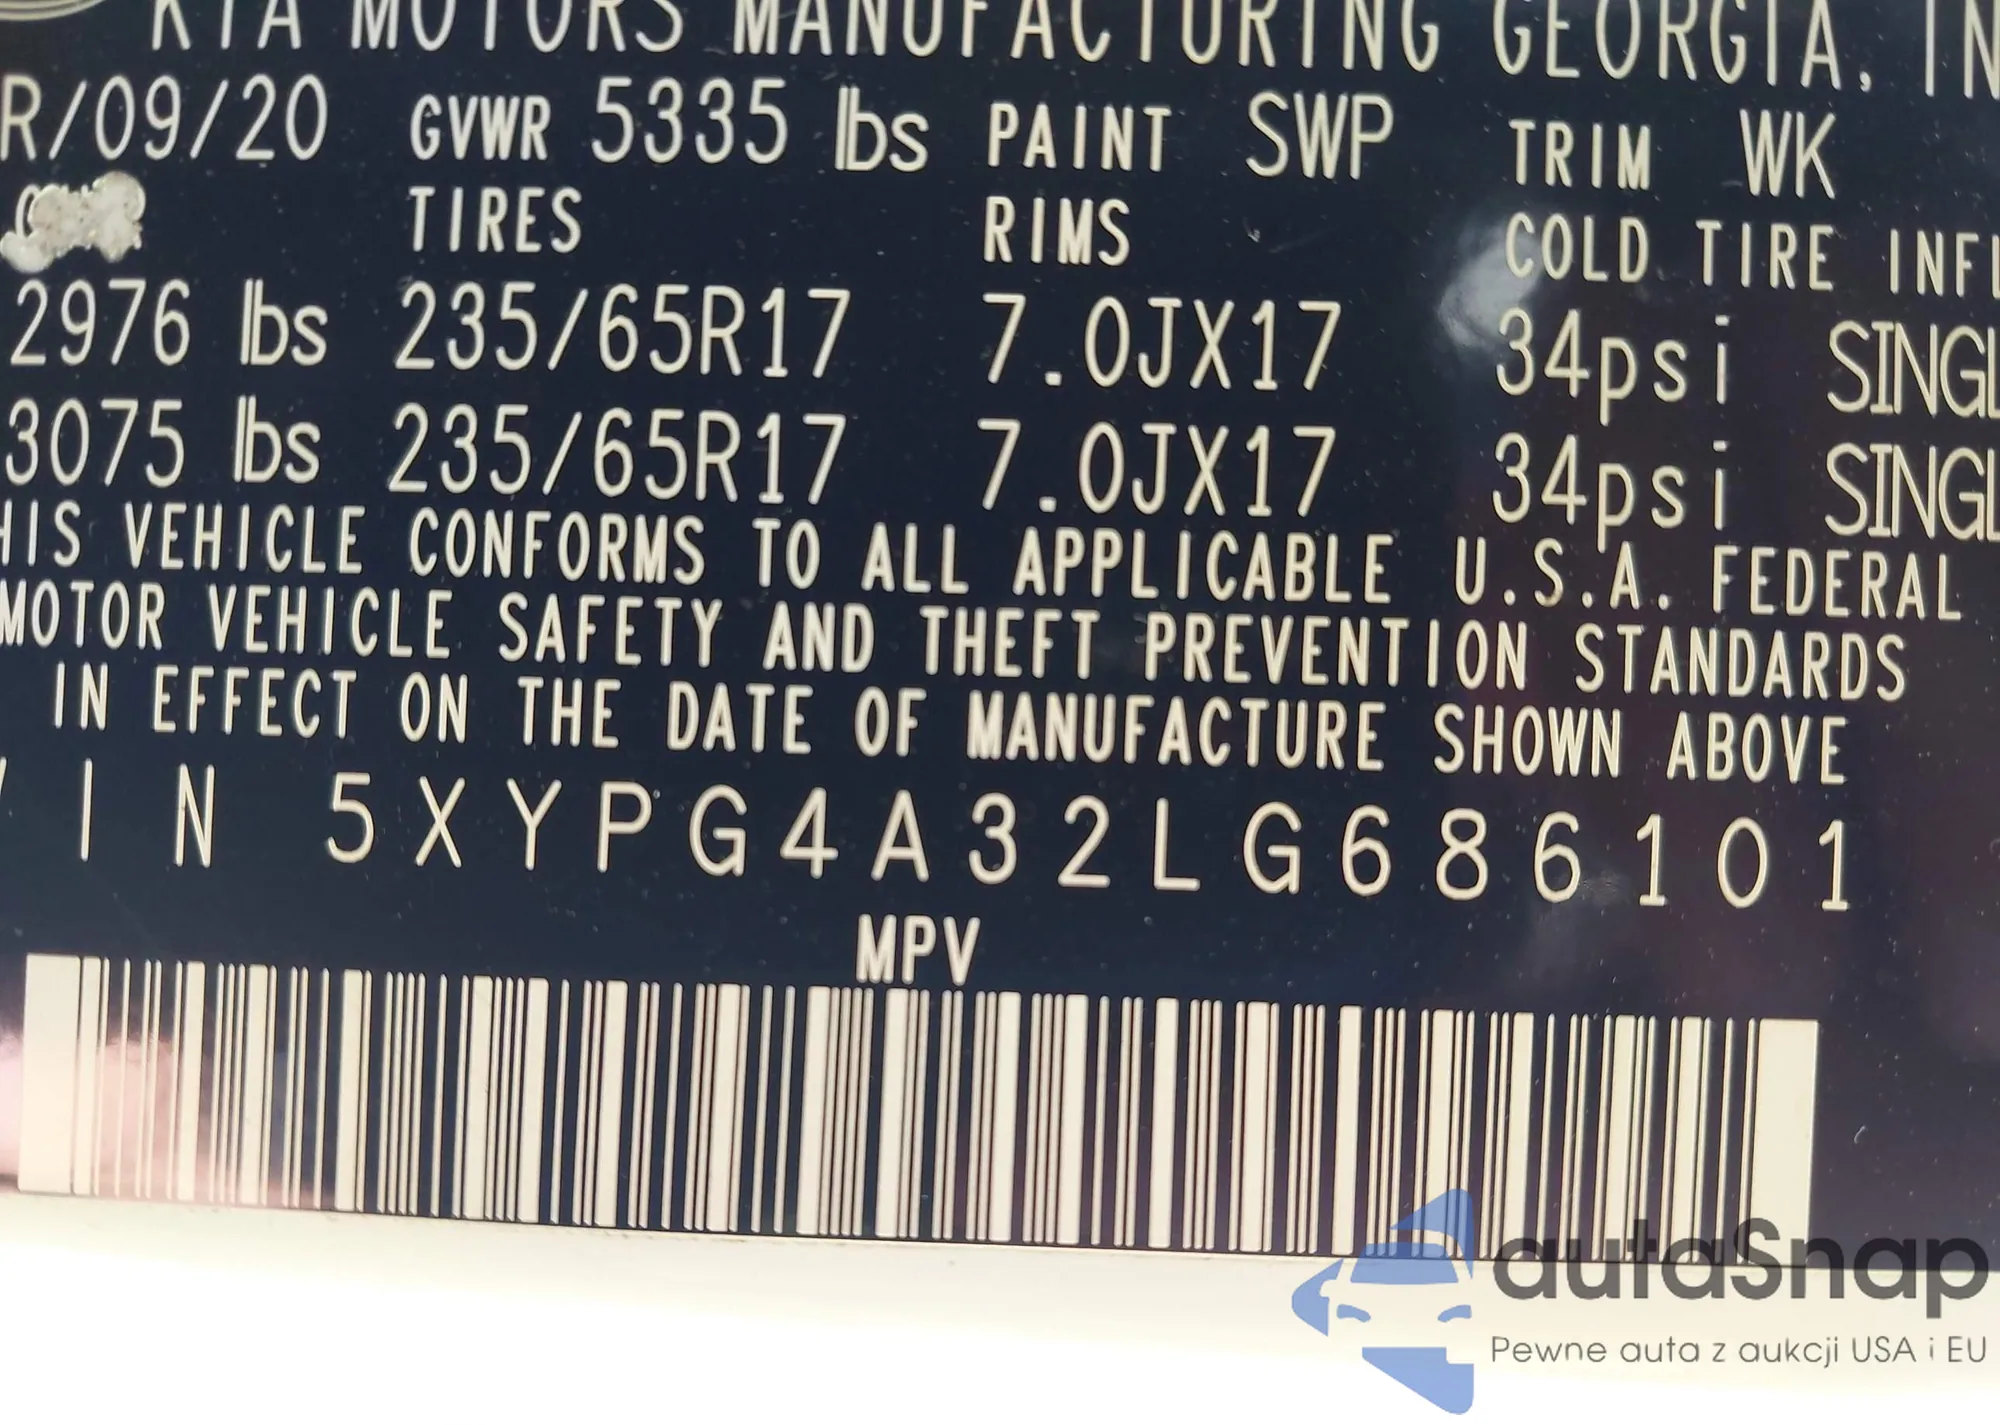 KIA MOTORS MANUFACTURING GEORGIA, IN
R/09/20 GVWR 5335 lbs PAINT SWP TRIM WK
TIRES RIMS COLD TIRE INFL
2976 lbs 235/65R17 7.0JX17 34psi SINGL
3075 lbs 235/65R17 7.0JX17 34psi SINGL
HIS VEHICLE CONFORMS TO ALL APPLICABLE U.S.A. FEDERAL
MOTOR VEHICLE SAFETY AND THEFT PREVENTION STANDARDS
IN EFFECT ON THE DATE OF MANUFACTURE SHOWN ABOVE
VIN 5XYPG4A32LG686101
MPV
autaSnap
Pewne auta z aukcji USA i EU